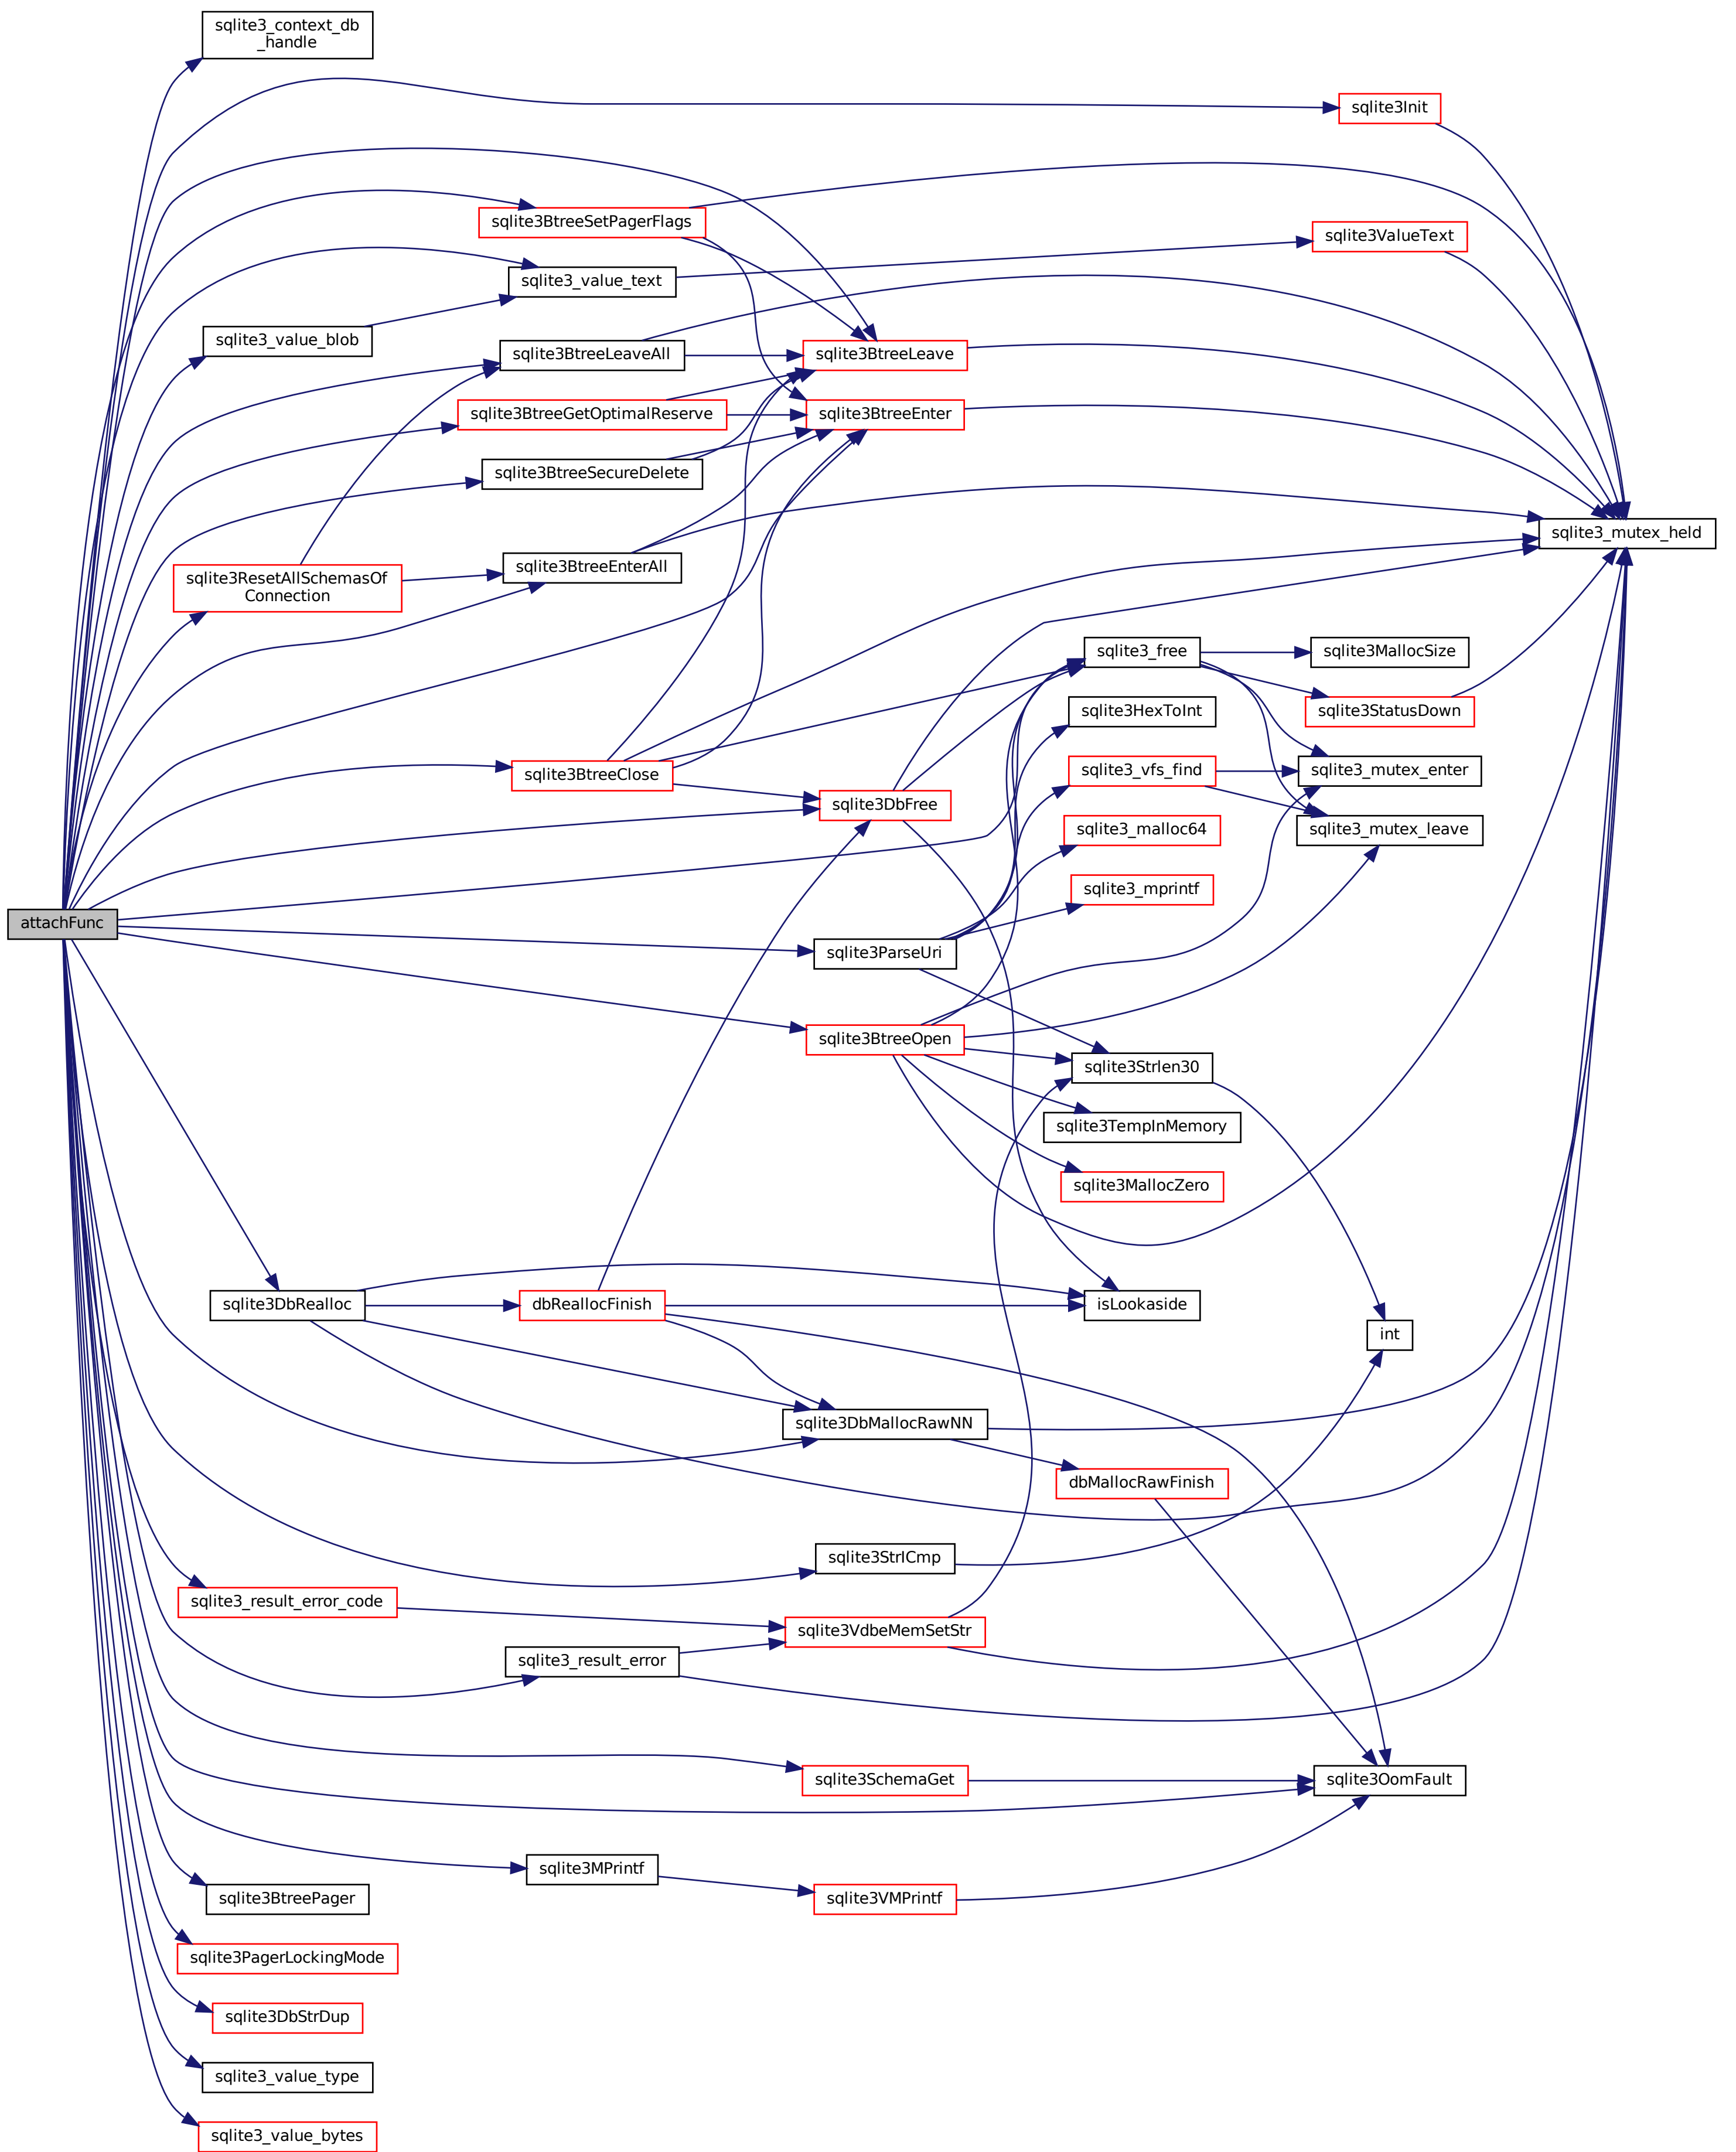 sqlite3_context_db
_handle
sqlite3Init
sqlite3BtreeSetPagerFlags
sqlite3ValueText
sqlite3_value_text
sqlite3_value_blob
sqlite3BtreeLeaveAll
sqlite3BtreeLeave
sqlite3BtreeGetOptimalReserve
sqlite3BtreeEnter
sqlite3BtreeSecureDelete
sqlite3_mutex_held
sqlite3BtreeEnterAll
sqlite3ResetAllSchemasOf
Connection
sqlite3_free
sqlite3MallocSize
sqlite3HexToInt
sqlite3StatusDown
sqlite3BtreeClose
sqlite3_vfs_find
sqlite3_mutex_enter
sqlite3DbFree
sqlite3_malloc64
sqlite3_mutex_leave
sqlite3_mprintf
attachFunc
sqlite3ParseUri
sqlite3BtreeOpen
sqlite3Strlen30
sqlite3TempInMemory
sqlite3MallocZero
sqlite3DbRealloc
dbReallocFinish
isLookaside
int
sqlite3DbMallocRawNN
dbMallocRawFinish
sqlite3StrICmp
sqlite3_result_error_code
sqlite3VdbeMemSetStr
sqlite3_result_error
sqlite3SchemaGet
sqlite3OomFault
sqlite3MPrintf
sqlite3BtreePager
sqlite3VMPrintf
sqlite3PagerLockingMode
sqlite3DbStrDup
sqlite3_value_type
sqlite3_value_bytes